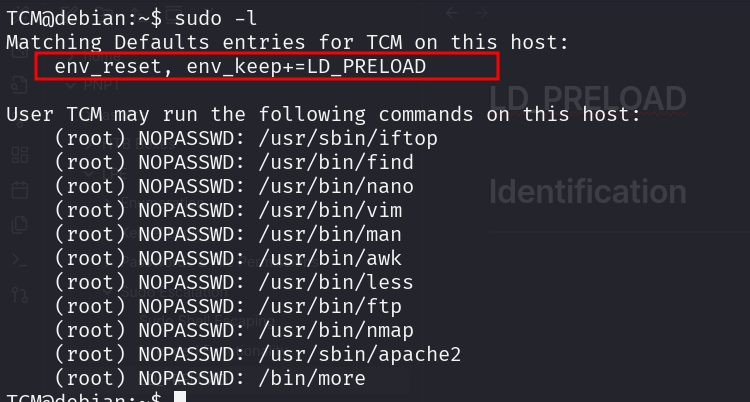 TCM@debian:~$ sudo -l
Matching Defaults entries for TCM on this host:
env_reset, env_keep+=LD_PRELOAD
LD_PRELOAD
User TCM may run the following commands on this host:
(root) NOPASSWD: /usr/sbin/iftop
(root) NOPASSWD: /usr/bin/find
(root) NOPASSWD: /usr/bin/nano
Identification
(root) NOPASSWD: /usr/bin/vim
(root) NOPASSWD: /usr/bin/man
(root) NOPASSWD: /usr/bin/awk
(root) NOPASSWD: /usr/bin/less
(root) NOPASSWD: /usr/bin/ftp
(root) NOPASSWD: /usr/bin/nmap
(root) NOPASSWD: /usr/sbin/apache2
(root) NOPASSWD: /bin/more
TCM@debian:~$